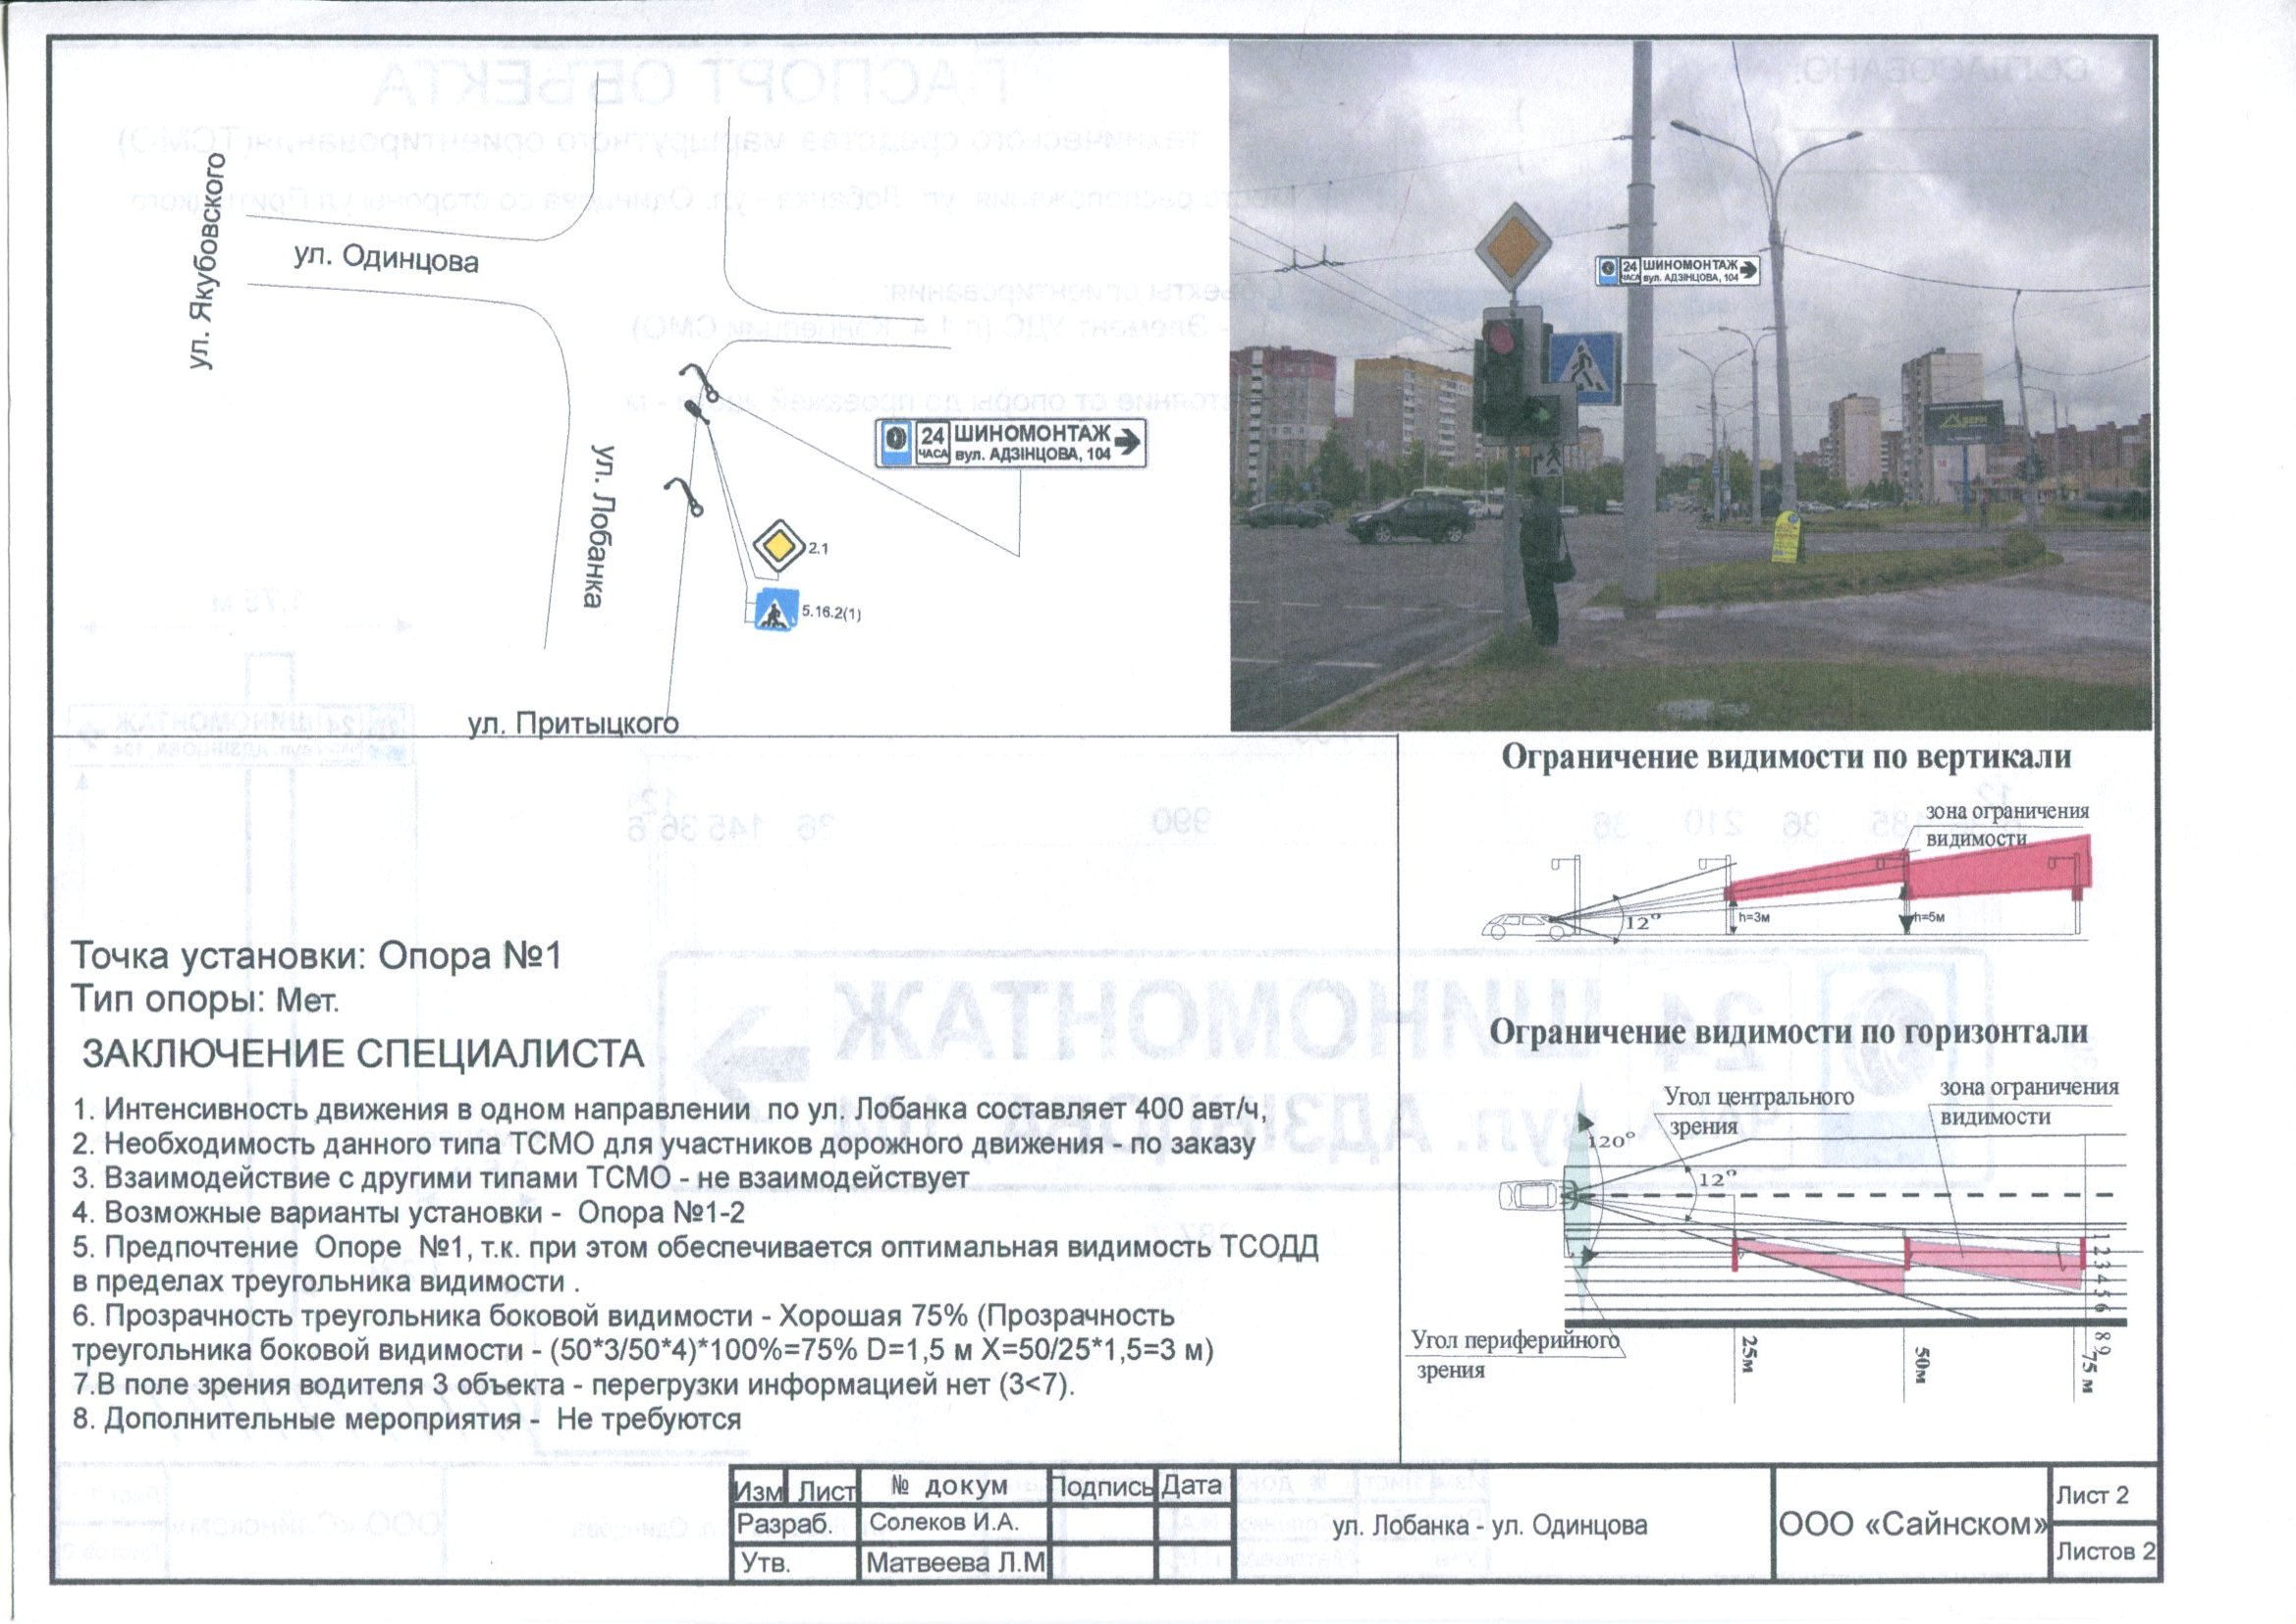 ул. Якубовского
ул. Одинцова
ул. Лобанка
24
ЧАСА
ШИНОМОНТАЖ
вул. АДЗІНЦОВА, 104
2.1
5.16.2(1)
ул. Притыцкого
24
ЧАСА
ШИНОМОНТАЖ
вул. АДЗІНЦОВА, 104
Точка установки: Опора №1
Тип опоры: Мет.
ЗАКЛЮЧЕНИЕ СПЕЦИАЛИСТА
1. Интенсивность движения в одном направлении по ул. Лобанка составляет 400 авт/ч,
2. Необходимость данного типа ТСМО для участников дорожного движения - по заказу
3. Взаимодействие с другими типами ТСМО - не взаимодействует
4. Возможные варианты установки - Опора №1-2
5. Предпочтение Опоре №1, т.к. при этом обеспечивается оптимальная видимость ТСОДД
в пределах треугольника видимости .
6. Прозрачность треугольника боковой видимости - Хорошая 75% (Прозрачность
треугольника боковой видимости - (50*3/50*4)*100%=75% D=1,5 м X=50/25*1,5=3 м)
7.В поле зрения водителя 3 объекта - перегрузки информацией нет (3<7).
8. Дополнительные мероприятия - Не требуются
Ограничение видимости по вертикали
зона ограничения
видимости
12°
h=3м
h=5м
Ограничение видимости по горизонтали
Угол центрального
зрения
зона ограничения
видимости
120°
12°
Угол периферийного
зрения
25м
50м
75 м
1 2 3 4 5 6 8 9
Изм Лист № докум Подпись Дата
Разраб. Солеков И.А.
Утв. Матвеева Л.М
ул. Лобанка - ул. Одинцова
ООО «Сайнском»
Лист 2
Листов 2